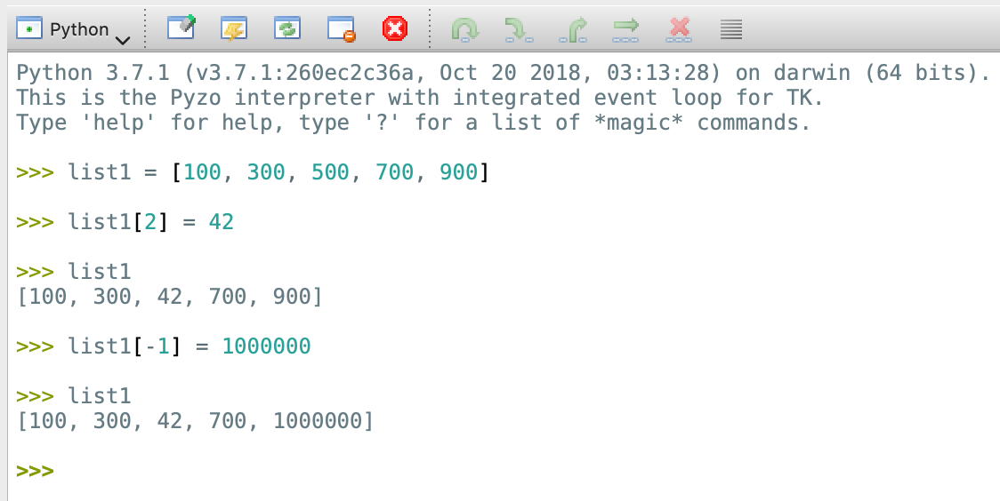 Python
Python 3.7.1 (v3.7.1:260ec2c36a, Oct 20 2018, 03:13:28) on darwin (64 bits).
This is the Pyzo interpreter with integrated event loop for TK.
Type 'help' for help, type '?' for a list of *magic* commands.
>>> list1 = [100, 300, 500, 700, 900]
>>> list1[2] = 42
>>> list1
[100, 300, 42, 700, 900]
>>> list1[-1] = 1000000
>>> list1
[100, 300, 42, 700, 1000000]
>>>